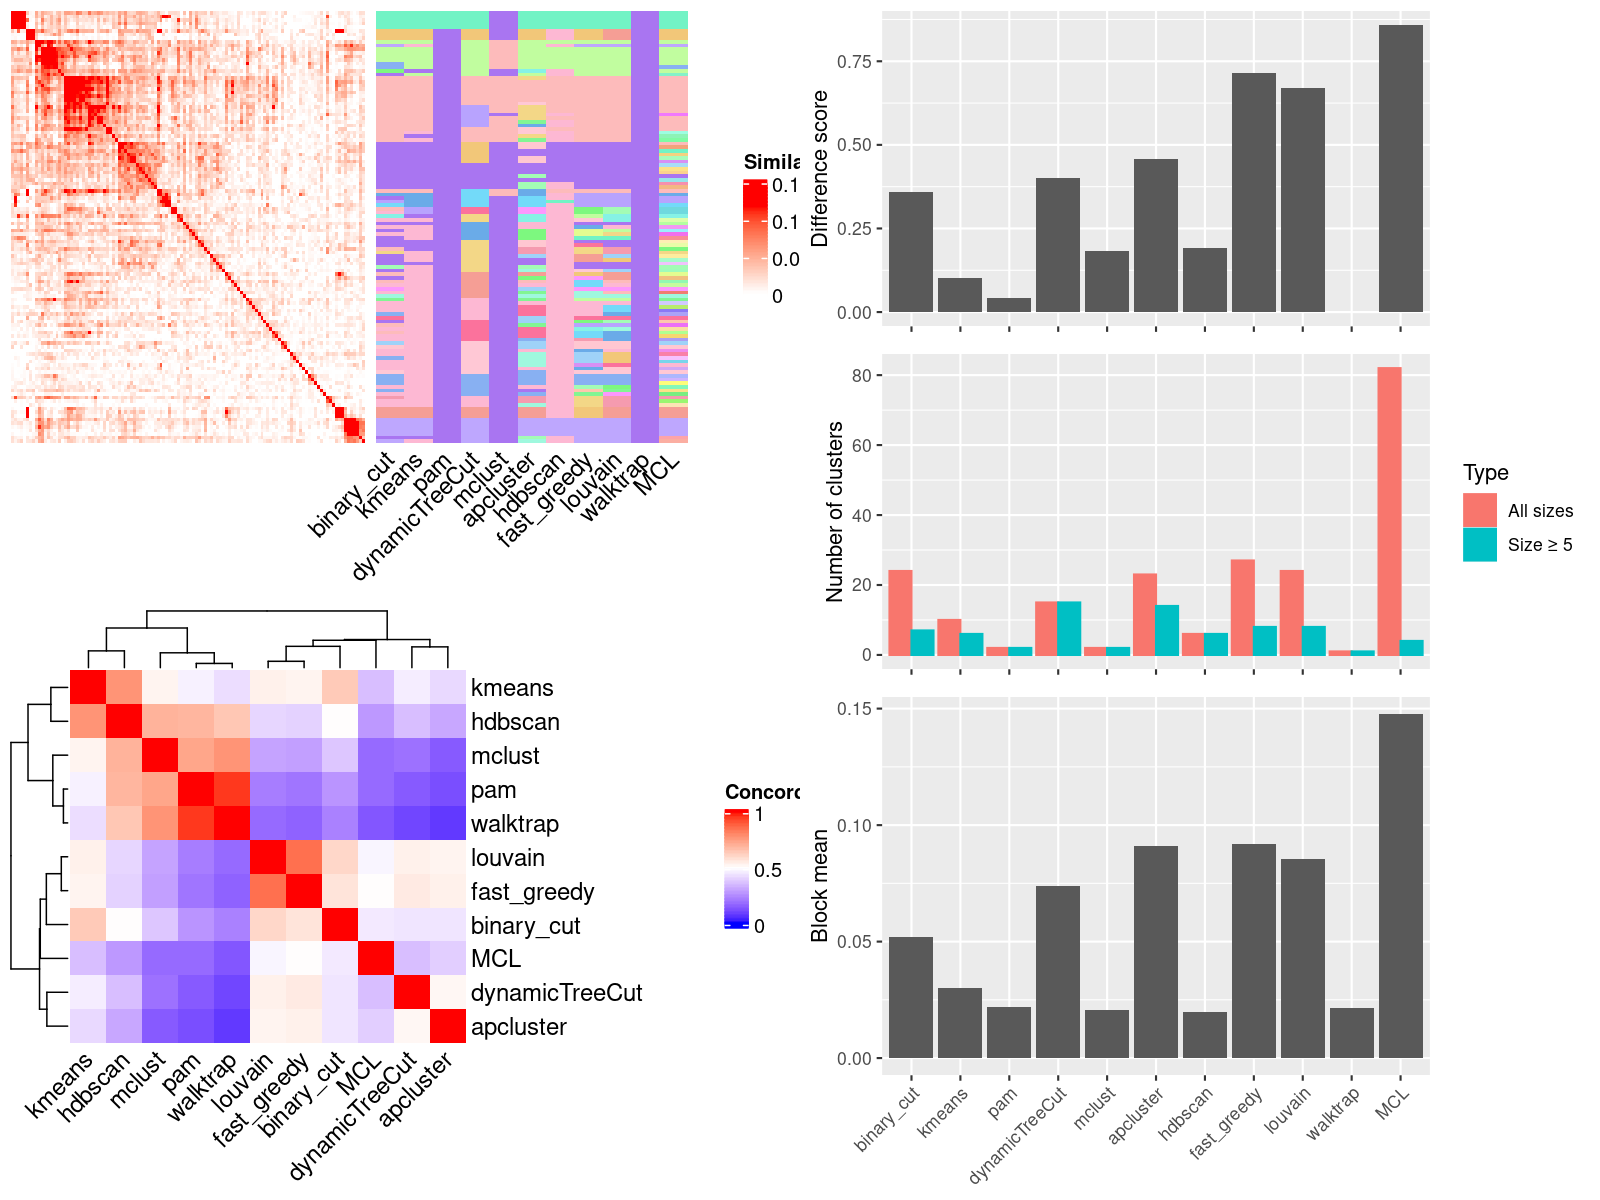 binary_cut
kmeans
pam
dynamicTreeCut
mclust
apcluster
hdbscan
fast_greedy
louvain
walktrap
MCL
Simila
0.1
0.1
0.0
0
kmeans
hdbscan
mclust
pam
walktrap
louvain
fast_greedy
binary_cut
MCL
dynamicTreeCut
apcluster
kmeans
hdbscan
mclust
pam
walktrap
louvain
fast_greedy
binary_cut
MCL
dynamicTreeCut
apcluster
Concord
1
0.5
0
Difference score
0.75
0.50
0.25
0.00
Number of clusters
80
60
40
20
0
Type
All sizes
Size ≥ 5
Block mean
0.15
0.10
0.05
0.00
binary_cut
kmeans
pam
dynamicTreeCut
mclust
apcluster
hdbscan
fast_greedy
louvain
walktrap
MCL